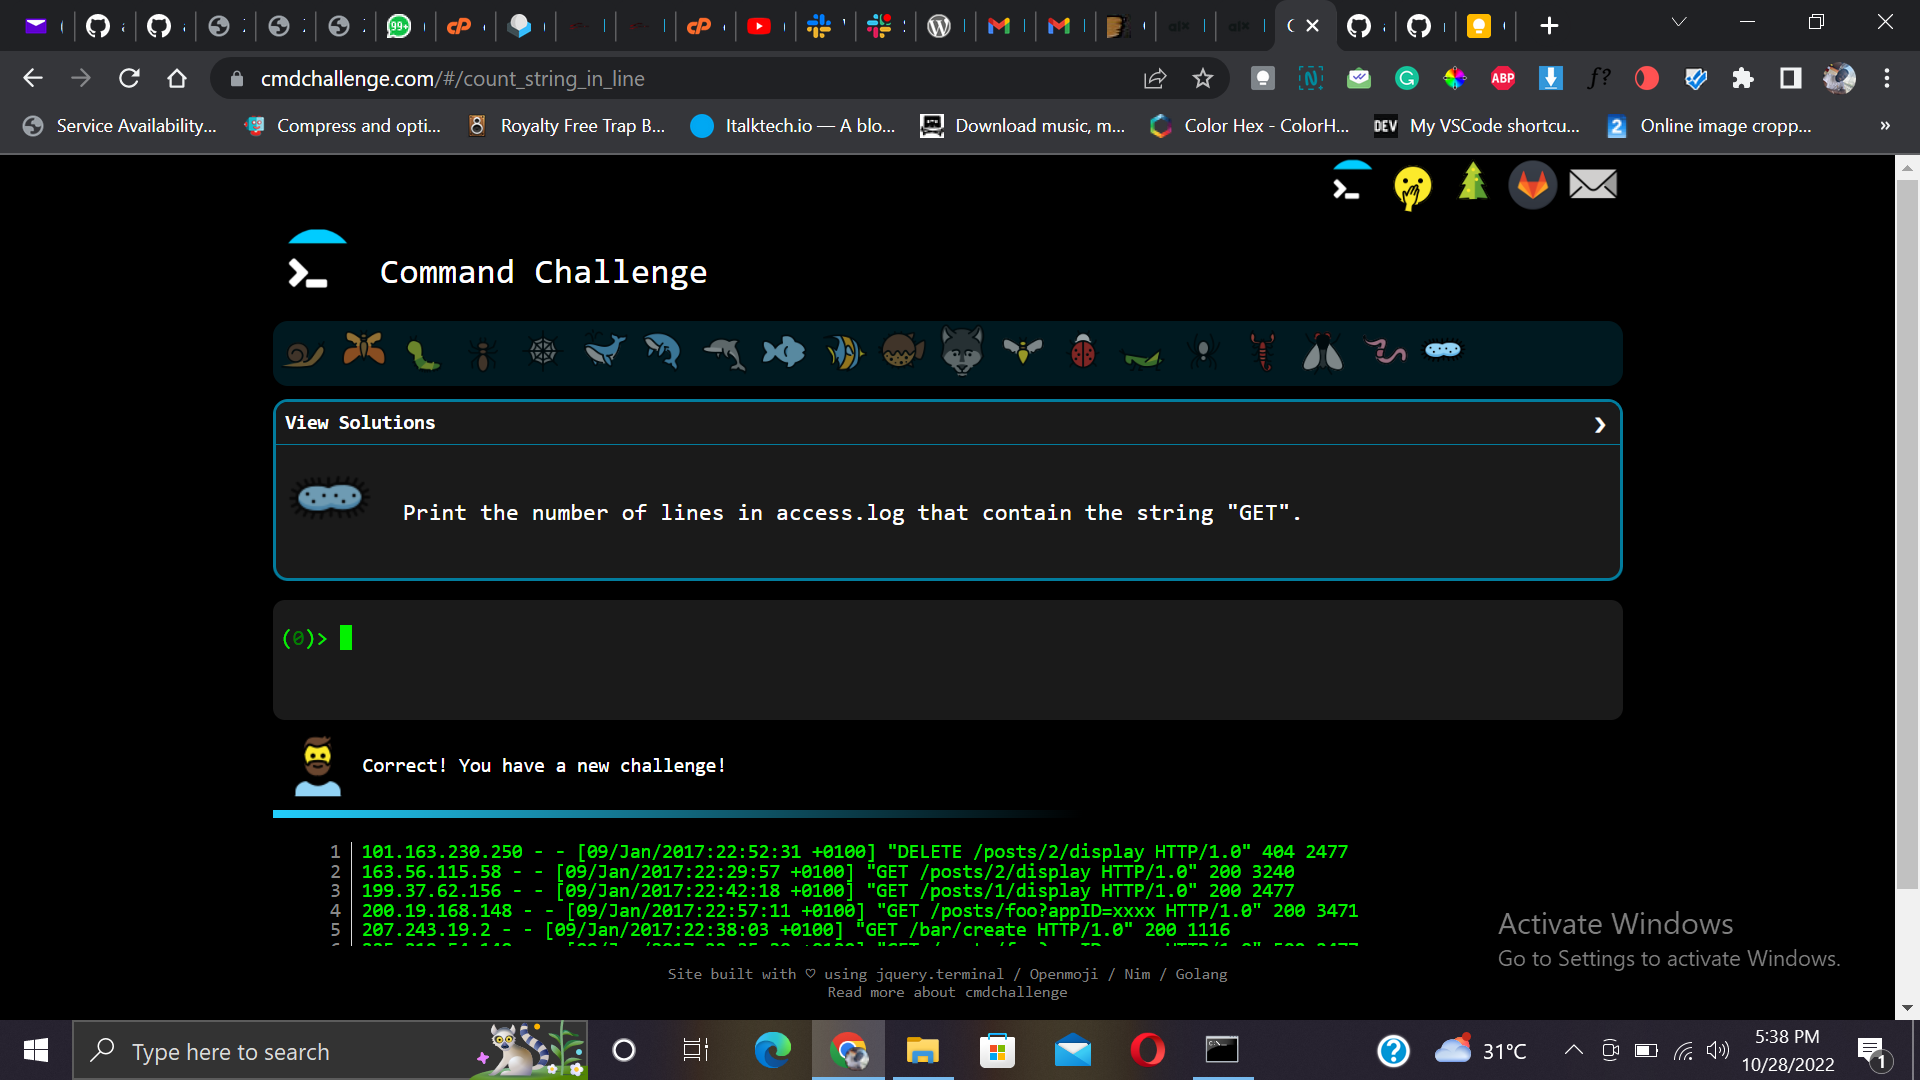 cmdchallenge.com/#/count_string_in_line
Service Availability...
Compress and opti...
Royalty Free Trap B...
Italktech.io — A blo...
Download music, m...
Color Hex - ColorH...
DEV My VSCode shortcu...
Online image cropp...
»
Command Challenge
View Solutions
Print the number of lines in access.log that contain the string "GET".
(0)>
Correct! You have a new challenge!
1 101.163.230.250 - - [09/Jan/2017:22:52:31 +0100] "DELETE /posts/2/display HTTP/1.0" 404 2477
2 163.56.115.58 - - [09/Jan/2017:22:29:57 +0100] "GET /posts/2/display HTTP/1.0" 200 3240
3 199.37.62.156 - - [09/Jan/2017:22:42:18 +0100] "GET /posts/1/display HTTP/1.0" 200 2477
4 200.19.168.148 - - [09/Jan/2017:22:57:11 +0100] "GET /posts/foo?appID=xxxx HTTP/1.0" 200 3471
5 207.243.19.2 - - [09/Jan/2017:22:38:03 +0100] "GET /bar/create HTTP/1.0" 200 1116
Activate Windows
Go to Settings to activate Windows.
Site built with ♡ using jquery.terminal / Openmoji / Nim / Golang
Read more about cmdchallenge
Type here to search
31°C
5:38 PM
10/28/2022
1